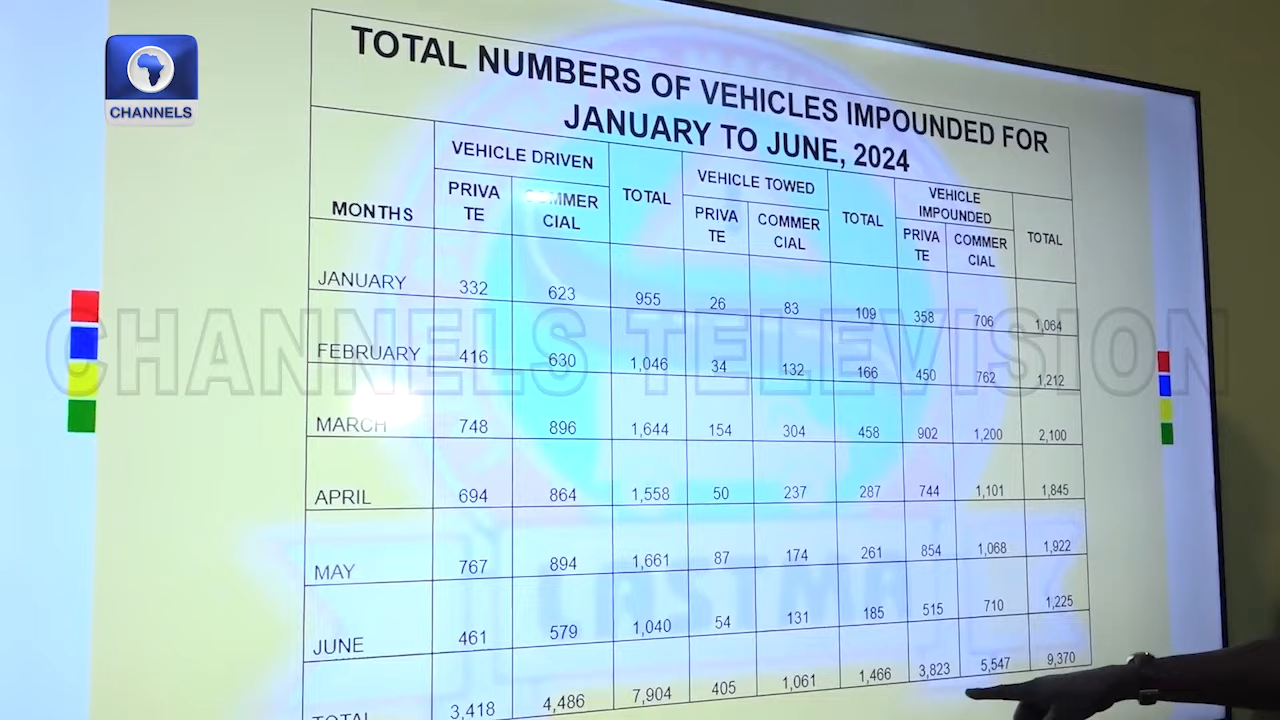 CHANNELS
TOTAL NUMBERS OF VEHICLES IMPOUNDED FOR
JANUARY TO JUNE, 2024
MONTHS
VEHICLE DRIVEN
PRIVA
TE
COMMER
CIAL
TOTAL
VEHICLE TOWED
PRIVA
TE
COMMER
CIAL
TOTAL
VEHICLE
IMPOUNDED
PRIVA
TE
COMMER
CIAL
TOTAL
JANUARY 332 623 955 26 83 109 358 706 1,064
FEBRUARY 416 630 1,046 34 132 166 450 762 1,212
MARCH 748 896 1,644 154 304 458 902 1,200 2,100
APRIL 694 864 1,558 50 237 287 744 1,101 1,845
MAY 767 894 1,661 87 174 261 854 1,068 1,922
JUNE 461 579 1,040 54 131 185 515 710 1,225
TOTAL 3,418 4,486 7,904 405 1,061 1,466 3,823 5,547 9,370
CHANNELS TELEVISION
LASTMA